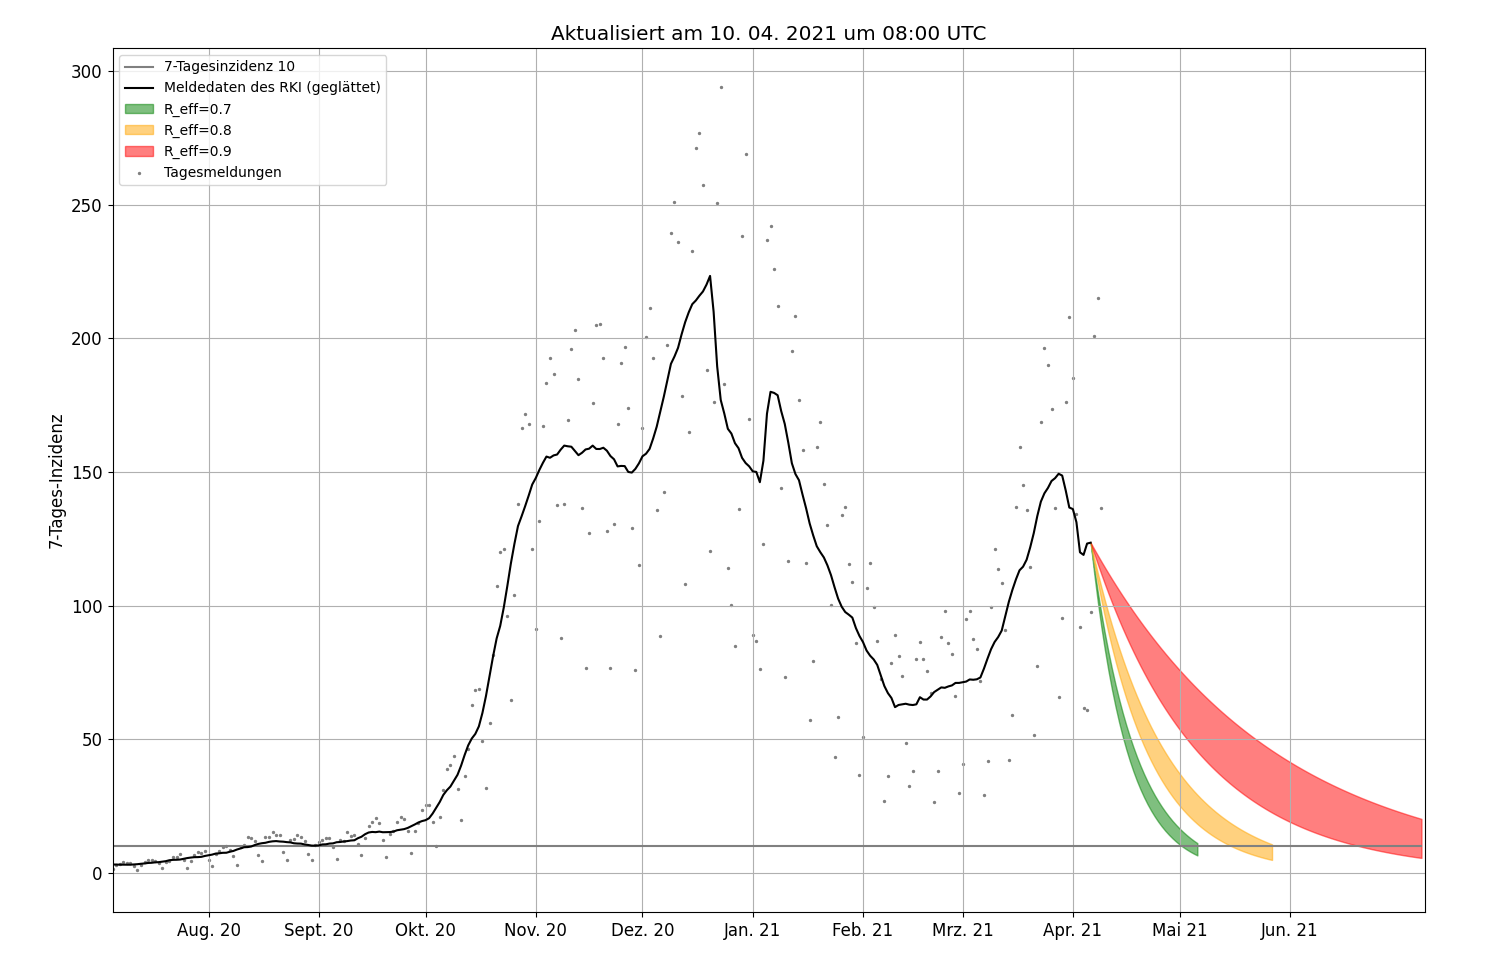 Aktualisiert am 10. 04. 2021 um 08:00 UTC
7-Tagesinzidenz 10
Meldedaten des RKI (geglättet)
R_eff=0.7
R_eff=0.8
R_eff=0.9
Tagesmeldungen
7-Tages-Inzidenz
300
250
200
150
100
50
0
Aug. 20 Sept. 20 Okt. 20 Nov. 20 Dez. 20 Jan. 21 Feb. 21 Mrz. 21 Apr. 21 Mai 21 Jun. 21